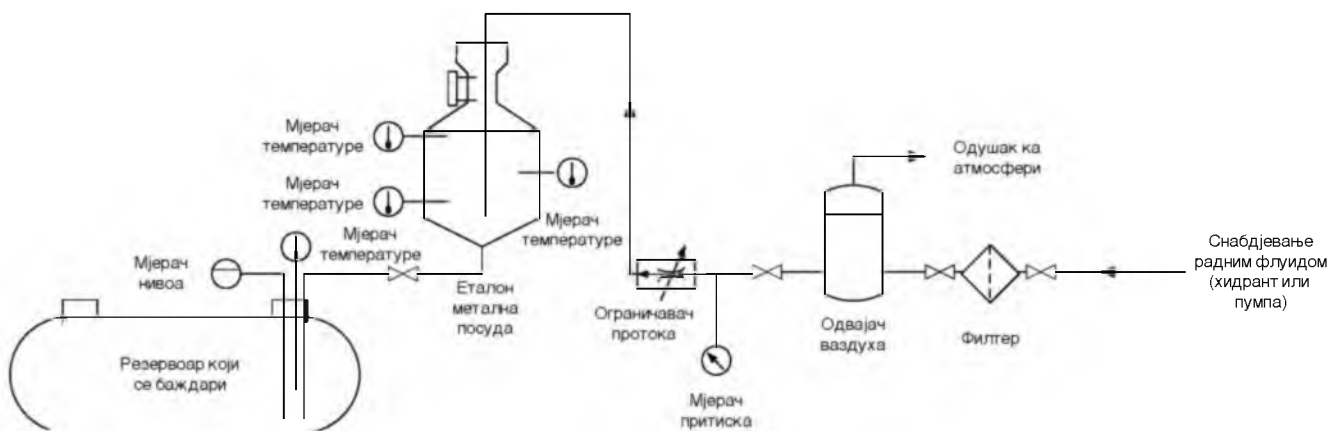 Мјерач
температуре
Мјерач
температуре
Мјерач
температуре
Мјерач
температуре
Мјерач
нивоа
Резервоар који
се баждари
Еталон
метална
посуда
Ограничавач
протока
Мјерач
притиска
Одушак ка
атмосфери
Одвајач
ваздуха
Филтер
Снабдјевање
радним флуидом
(хидрант или
пумпа)